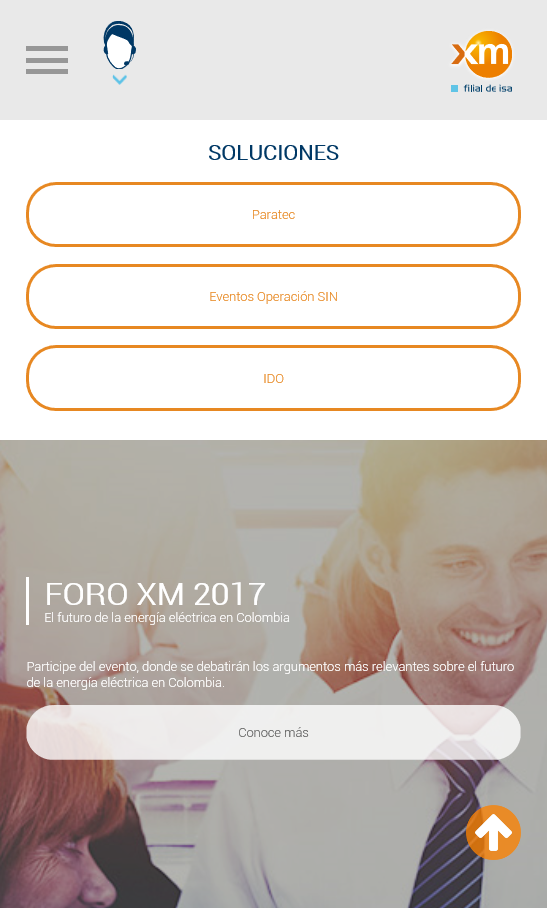 xm
filial de isa
SOLUCIONES
Paratec
Eventos Operación SIN
IDO
FORO XM 2017
El futuro de la energía eléctrica en Colombia
Participe del evento, donde se debatirán los argumentos más relevantes sobre el futuro
de la energía eléctrica en Colombia.
Conoce más